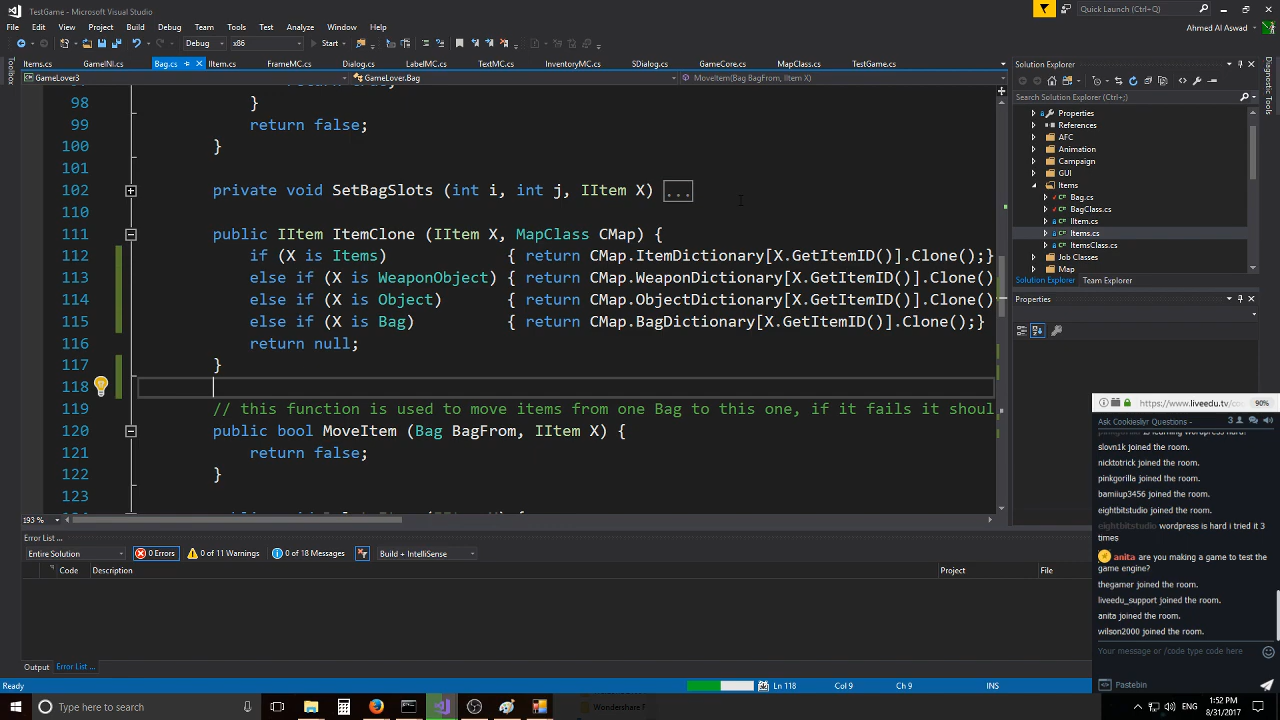 TestGame - Microsoft Visual Studio
Quick Launch (Ctrl+Q)
File Edit View Project Build Debug Team Tools Test Analyze Window Help
Ahmed Al Aswad
Debug x86 Start
Items.cs GameINI.cs Bag.cs IItem.cs FrameMC.cs Dialog.cs LabelMC.cs TextMC.cs InventoryMC.cs SDialog.cs GameCore.cs MapClass.cs TestGame.cs
GameLover3 GameLover.Bag MoveItem(Bag BagFrom, IItem X)
Toolbox
98 }
99 return false;
100 }
101
102 private void SetBagSlots (int i, int j, IItem X) ...
110
111 public IItem ItemClone (IItem X, MapClass CMap) {
112 if (X is Items) { return CMap.ItemDictionary[X.GetItemID()].Clone();}
113 else if (X is WeaponObject) { return CMap.WeaponDictionary[X.GetItemID()].Clone()
114 else if (X is Object) { return CMap.ObjectDictionary[X.GetItemID()].Clone()
115 else if (X is Bag) { return CMap.BagDictionary[X.GetItemID()].Clone();}
116 return null;
117 }
118
119 // this function is used to move items from one Bag to this one, if it fails it shoul
120 public bool MoveItem (Bag BagFrom, IItem X) {
121 return false;
122 }
123
193 %
Solution Explorer
Search Solution Explorer (Ctrl+;)
Properties
References
AFC
Animation
Campaign
GUI
Items
Bag.cs
BagClass.cs
IItem.cs
Items.cs
ItemsClass.cs
Job Classes
Map
Solution Explorer Team Explorer
Properties
Diagnostic Tools
Error List ...
Entire Solution 0 Errors 0 of 11 Warnings 0 of 18 Messages Build + IntelliSense
Code Description Project File
Output Error List ...
Ready Ln 118 Col 9 Ch 9 INS
https://www.liveedu.tv/co 90%
Ask Cookiesliyr Questions - 3
slovn1k joined the room.
nicktotrick joined the room.
pinkgorilla joined the room.
bamiiup3456 joined the room.
eightbitstudio joined the room.
eightbitstudio wordpress is hard i tried it 3
times
anita are you making a game to test the
game engine?
thegamer joined the room.
liveedu_support joined the room.
anita joined the room.
wilson2000 joined the room.
Your message or /code type code here
Pastebin
Type here to search
Wondershare F
ENG
1:52 PM
8/31/2017